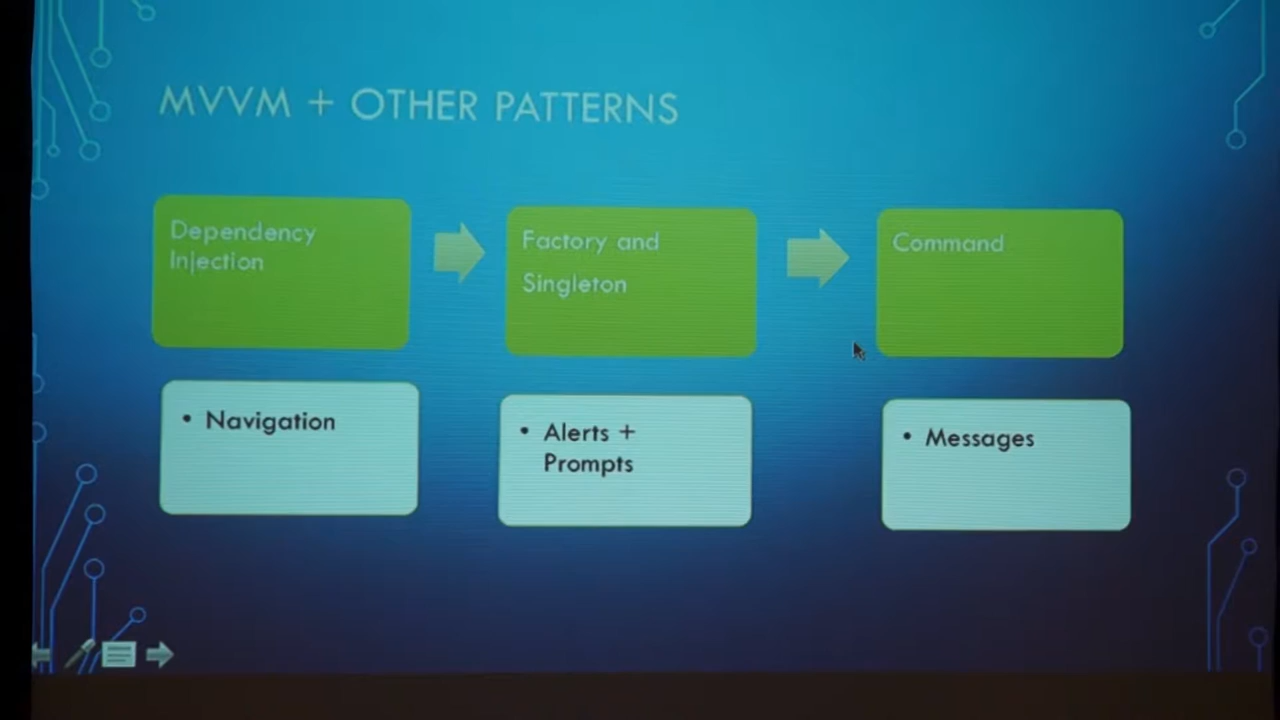 MVVM + OTHER PATTERNS
Dependency
Injection
Factory and
Singleton
Command
• Navigation
• Alerts +
Prompts
• Messages